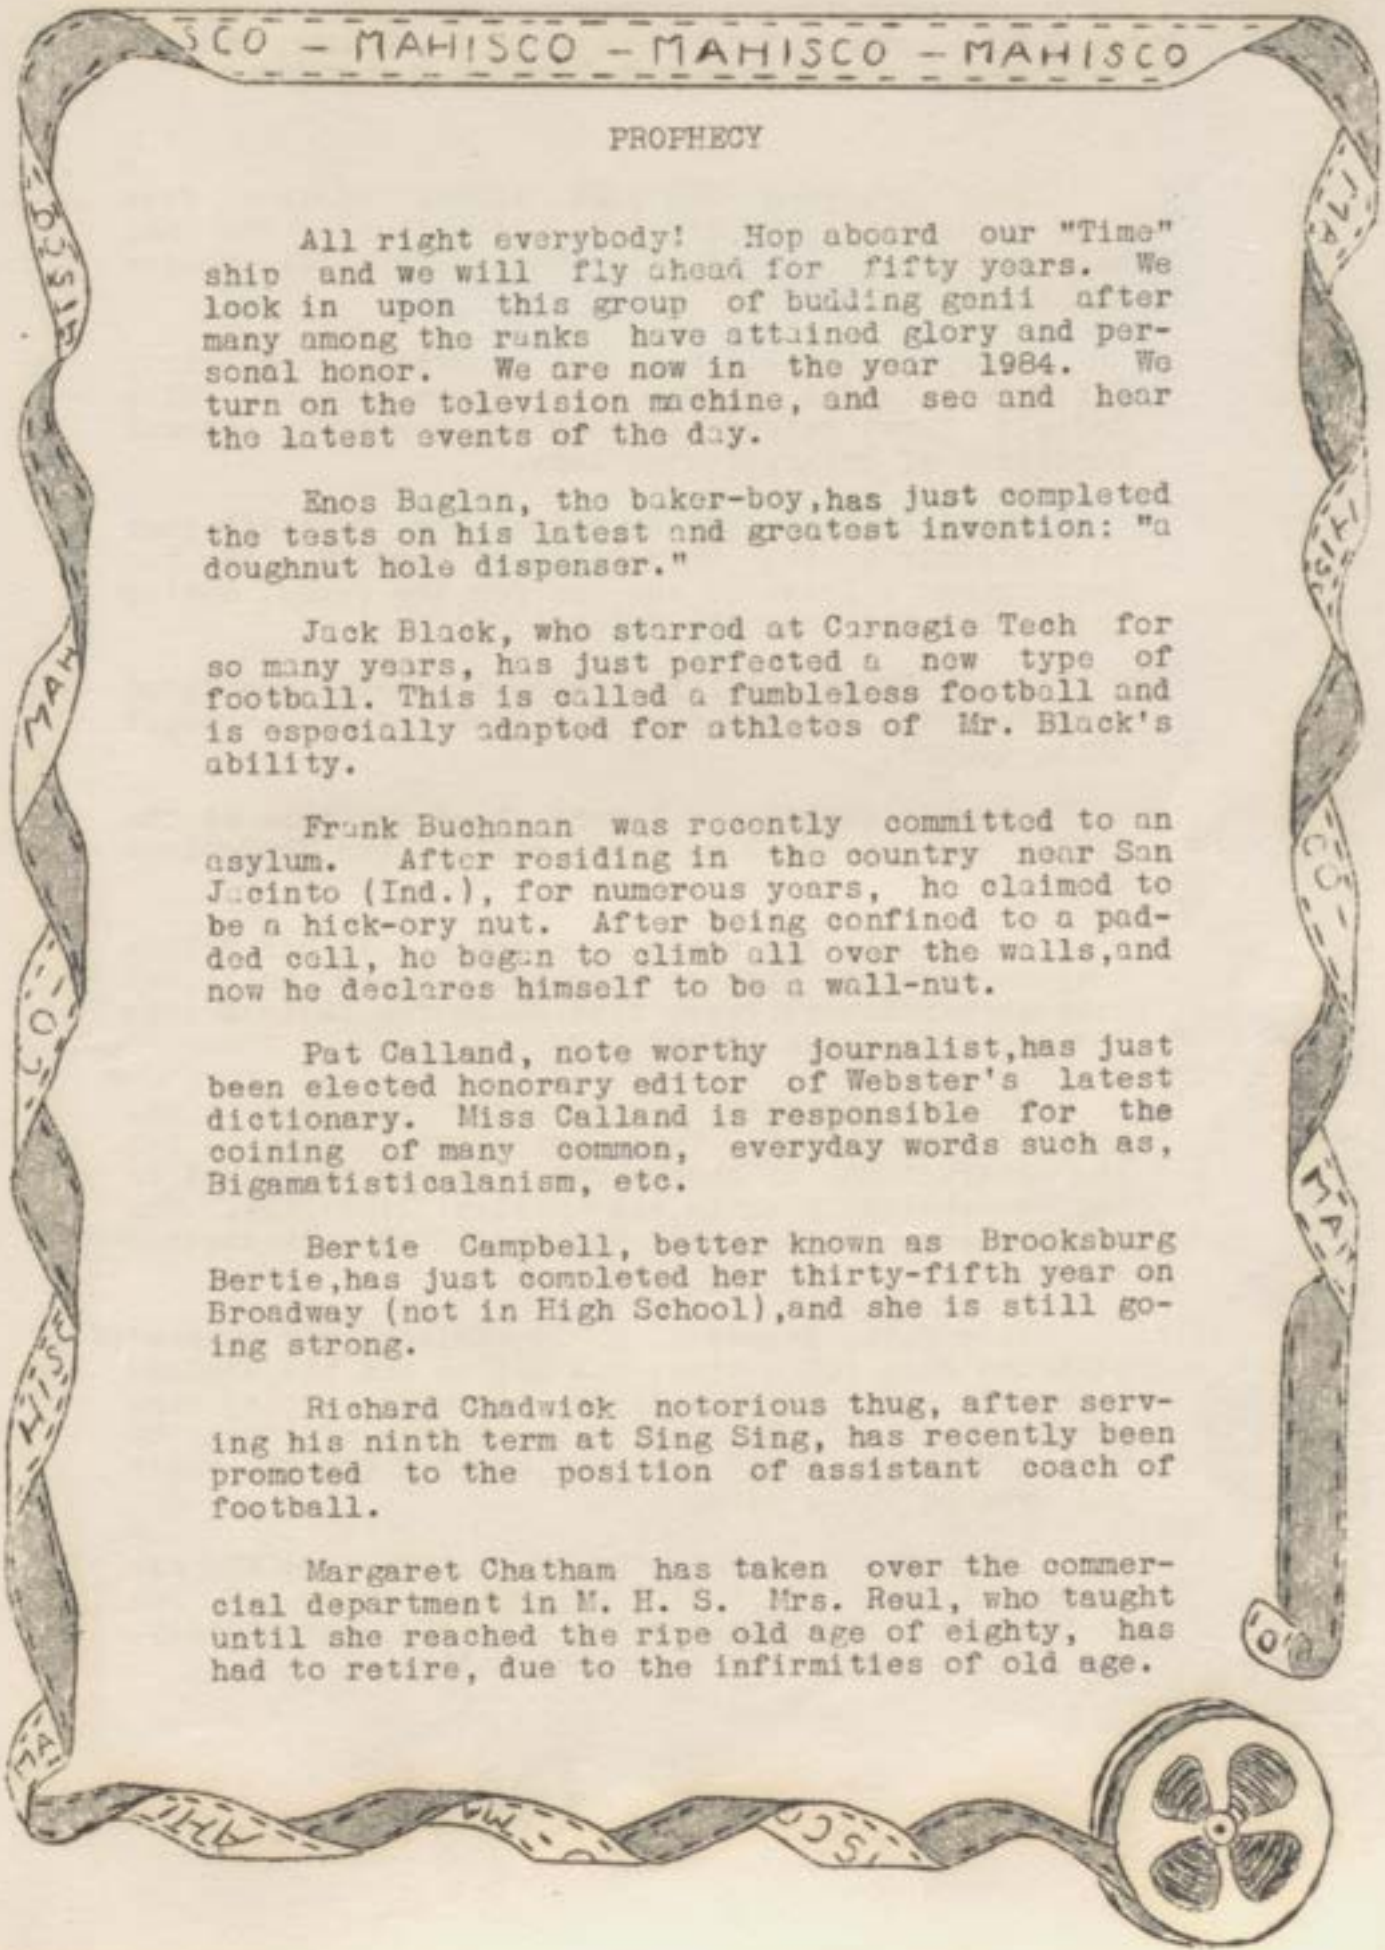 SCO - MAHISCO - MAHISCO - MAHISCO
PROPHECY
All right everybody! Hop aboard our "Time"
ship and we will fly ahead for fifty years. We
look in upon this group of budding genii after
many among the ranks have attained glory and per-
sonal honor. We are now in the year 1984. We
turn on the television machine, and see and hear
the latest events of the day.
Enos Baglan, the baker-boy,has just completed
the tests on his latest and greatest invention: "a
doughnut hole dispenser."
Jack Black, who starred at Carnegie Tech for
so many years, has just perfected a new type of
football. This is called a fumbleless football and
is especially adapted for athletes of Mr. Black's
ability.
Frank Buchanan was recently committed to an
asylum. After residing in the country near San
Jacinto (Ind.), for numerous years, he claimed to
be a hick-ory nut. After being confined to a pad-
ded cell, he began to climb all over the walls,and
now he declares himself to be a wall-nut.
Pat Calland, note worthy journalist,has just
been elected honorary editor of Webster's latest
dictionary. Miss Calland is responsible for the
coining of many common, everyday words such as,
Bigamatisticalanism, etc.
Bertie Campbell, better known as Brooksburg
Bertie,has just completed her thirty-fifth year on
Broadway (not in High School),and she is still go-
ing strong.
Richard Chadwick notorious thug, after serv-
ing his ninth term at Sing Sing, has recently been
promoted to the position of assistant coach of
football.
Margaret Chatham has taken over the commer-
cial department in M. H. S. Mrs. Reul, who taught
until she reached the ripe old age of eighty, has
had to retire, due to the infirmities of old age.
MAH
HISC
MA
AHI
MA
ISCO
CO -
MA
O